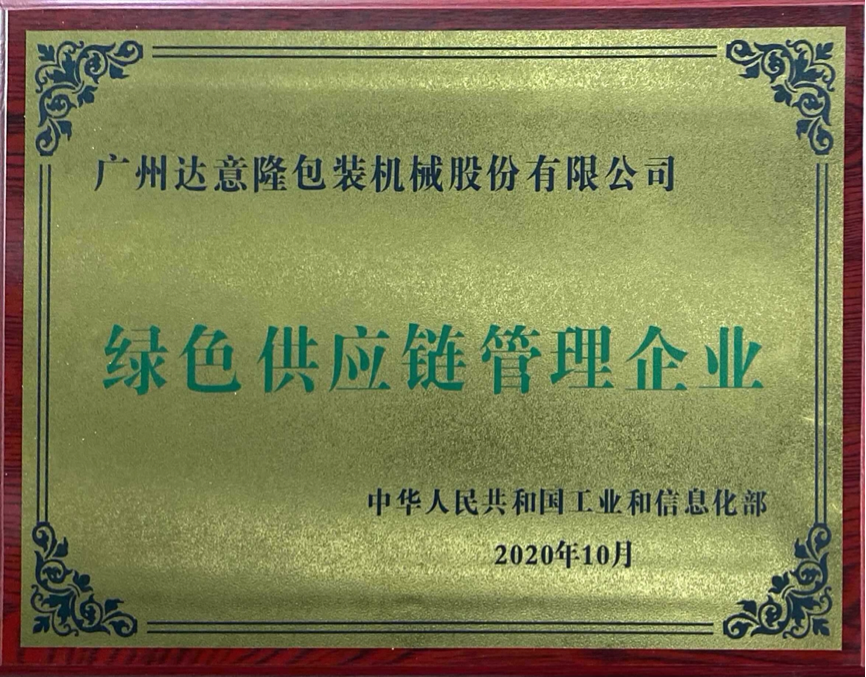 广州达意隆包装机械股份有限公司
绿色供应链管理企业
中华人民共和国工业和信息化部
2020年10月